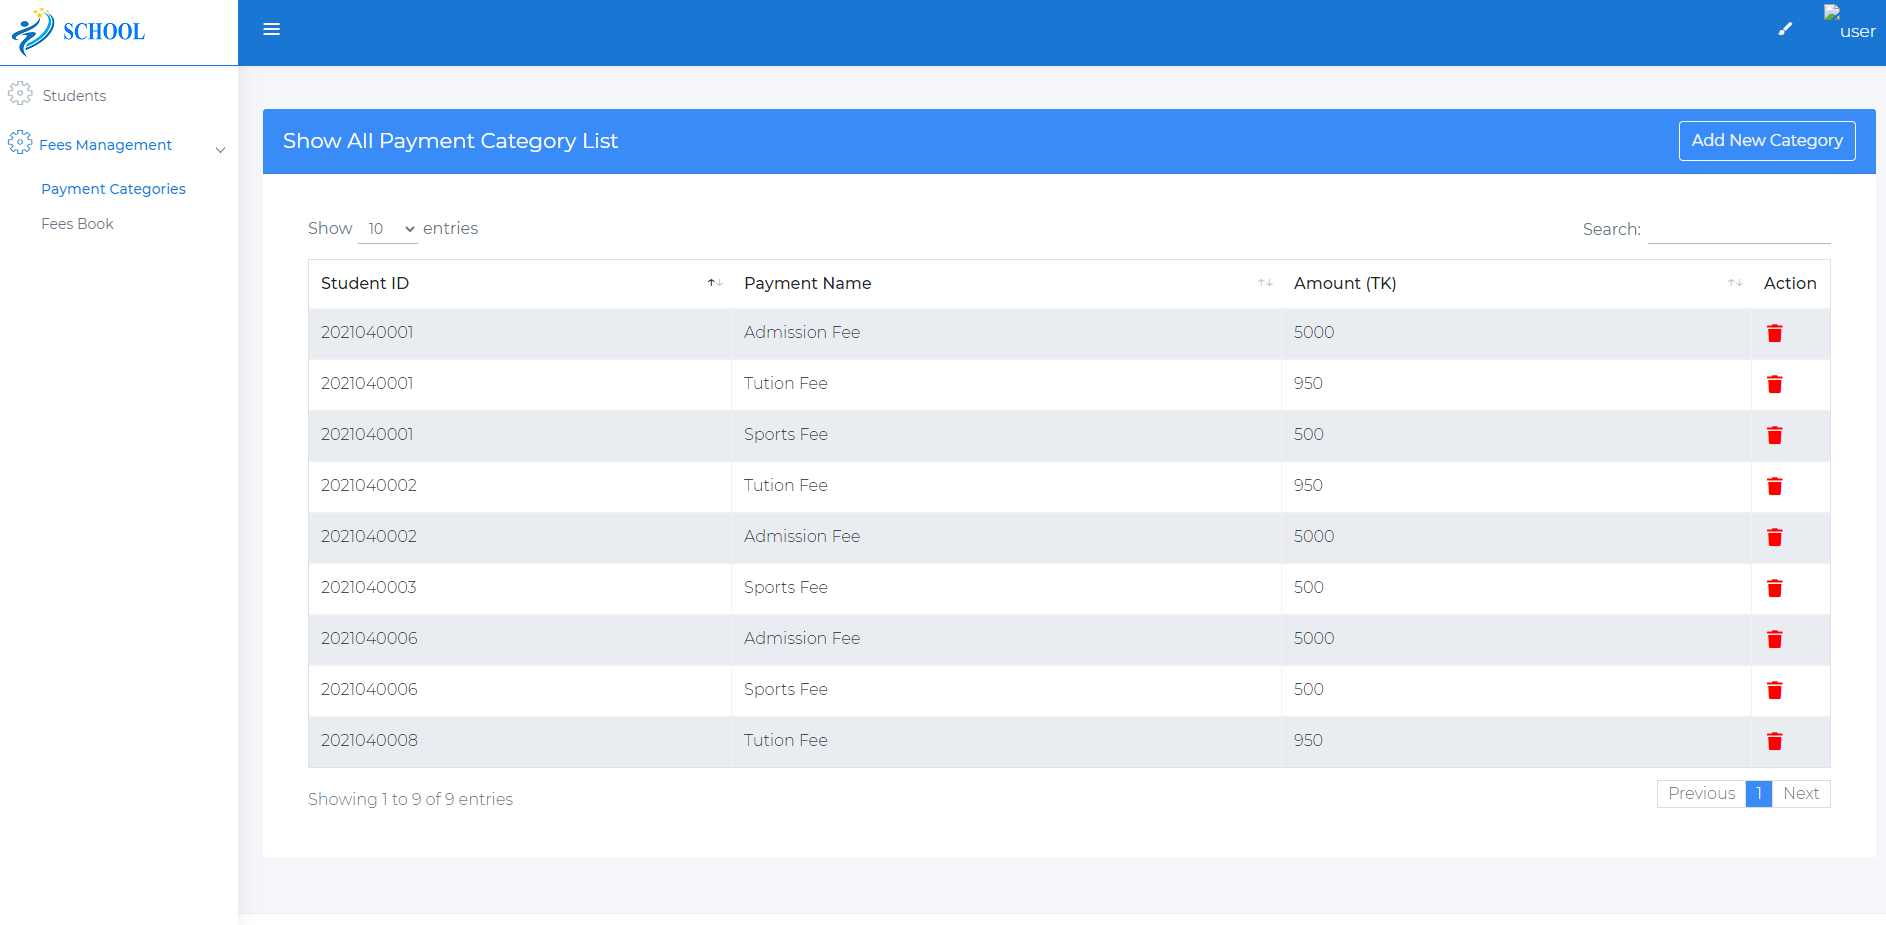 SCHOOL
user
Students
Fees Management
Payment Categories
Fees Book
Show All Payment Category List
Add New Category
Show 10 entries
Search:
Student ID Payment Name Amount (TK) Action
2021040001 Admission Fee 5000
2021040001 Tution Fee 950
2021040001 Sports Fee 500
2021040002 Tution Fee 950
2021040002 Admission Fee 5000
2021040003 Sports Fee 500
2021040006 Admission Fee 5000
2021040006 Sports Fee 500
2021040008 Tution Fee 950
Showing 1 to 9 of 9 entries
Previous 1 Next